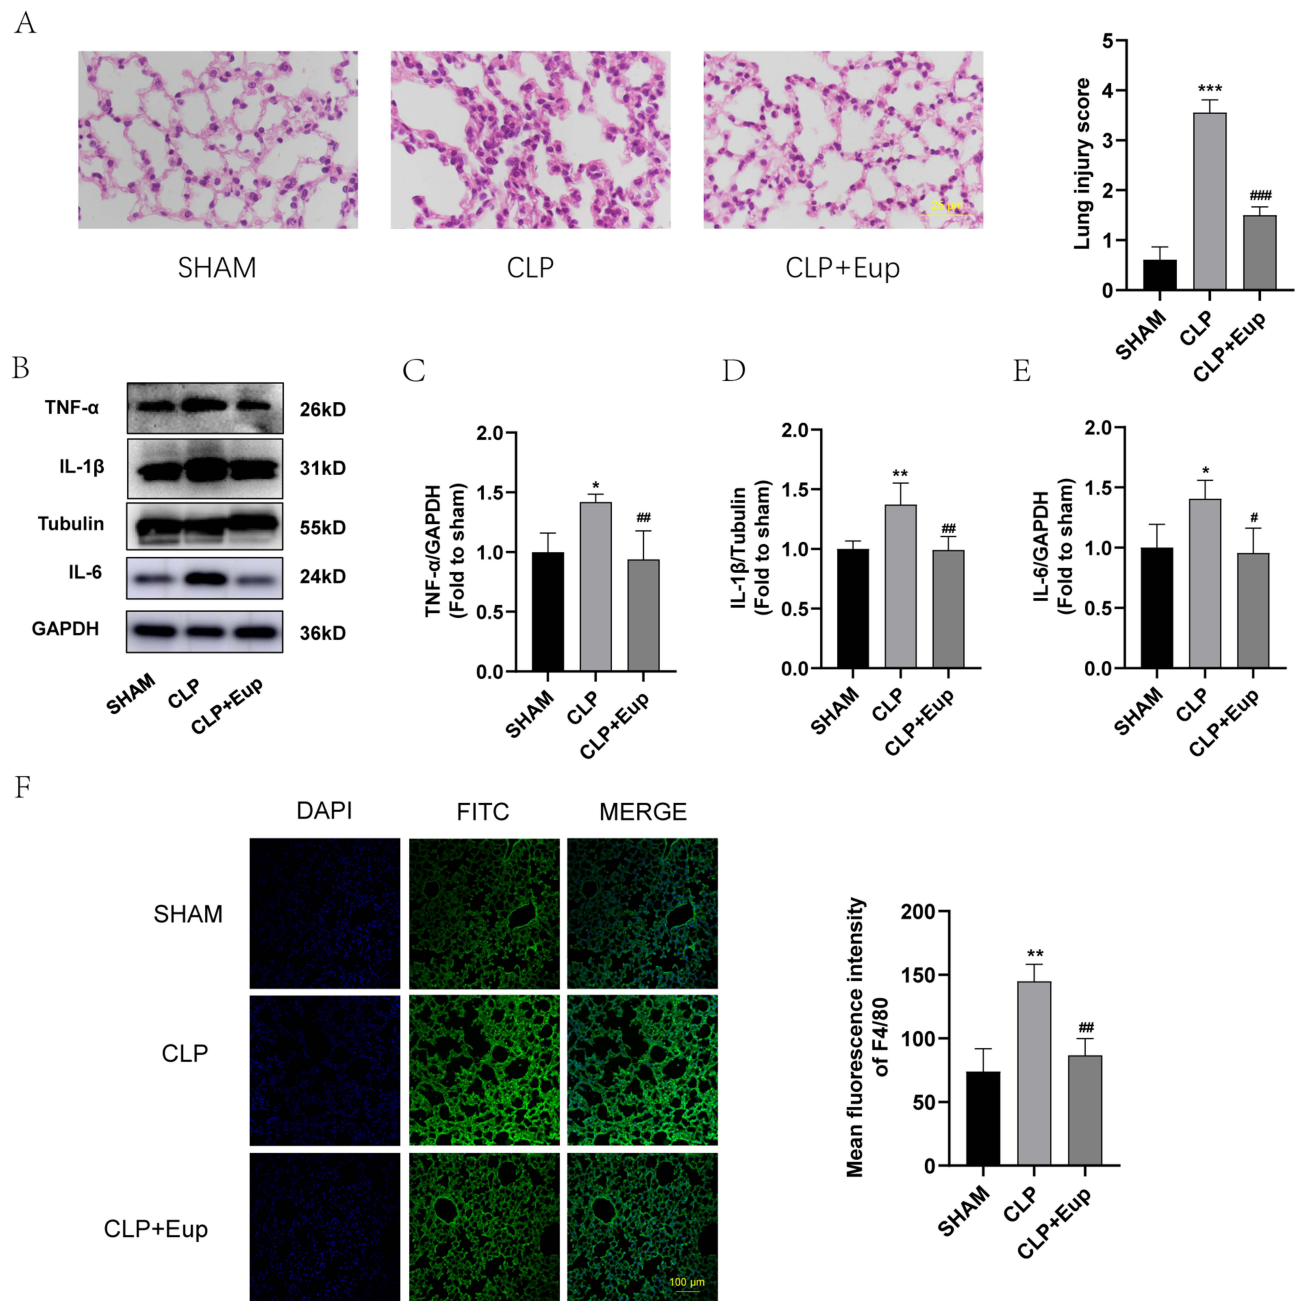 A
SHAM
CLP
CLP+Eup
25 μm
Lung injury score
5
4
3
2
1
0
***
###
SHAM
CLP
CLP+Eup
B
TNF-α
26kD
IL-1β
31kD
Tubulin
55kD
IL-6
24kD
GAPDH
36kD
SHAM
CLP
CLP+Eup
C
TNF-α/GAPDH
(Fold to sham)
2.0
1.5
1.0
0.5
0.0
*
##
SHAM
CLP
CLP+Eup
D
IL-1β/Tubulin
(Fold to sham)
2.0
1.5
1.0
0.5
0.0
**
##
SHAM
CLP
CLP+Eup
E
IL-6/GAPDH
(Fold to sham)
2.0
1.5
1.0
0.5
0.0
*
#
SHAM
CLP
CLP+Eup
F
DAPI
FITC
MERGE
SHAM
CLP
CLP+Eup
100 μm
Mean fluorescence intensity
of F4/80
200
150
100
50
0
**
##
SHAM
CLP
CLP+Eup